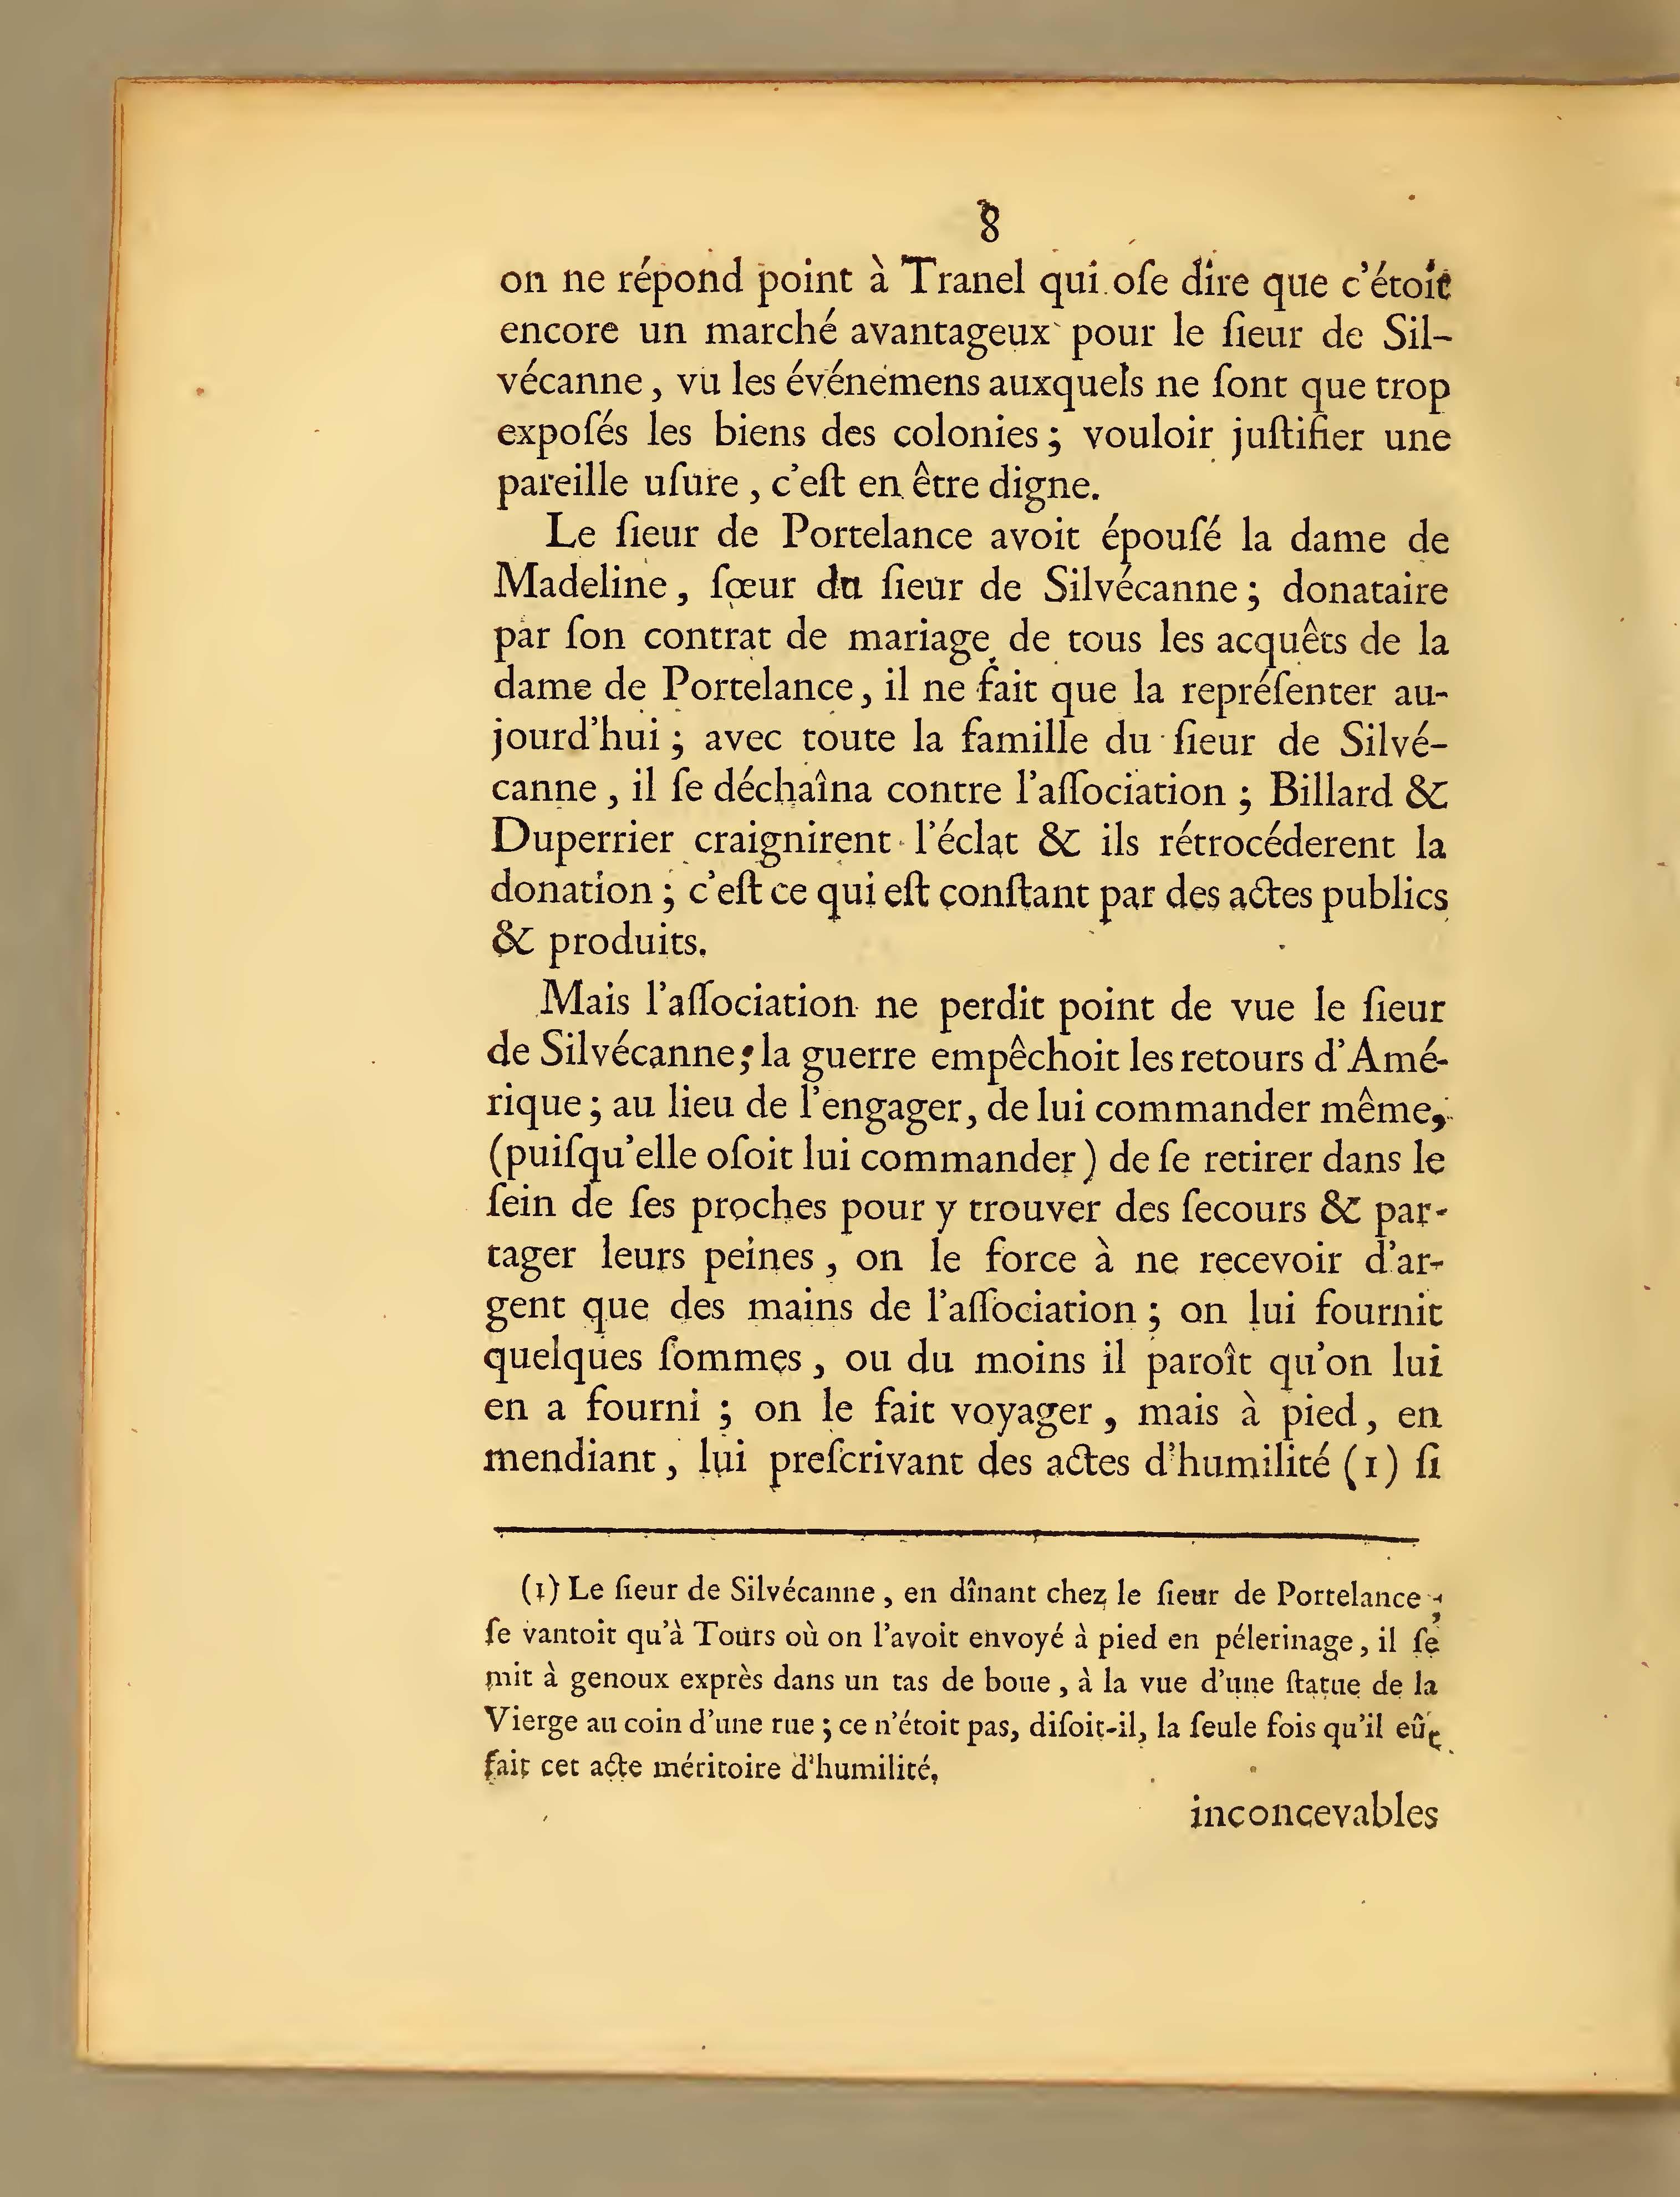 8
on ne répond point à Tranel qui oſe dire que c'étoit
encore un marché avantageux pour le ſieur de Sil-
vécanne, vu les événemens auxquels ne ſont que trop
expoſés les biens des colonies ; vouloir juſtifier une
pareille uſure, c'eſt en être digne.
Le ſieur de Portelance avoit épouſé la dame de
Madeline, ſœur du ſieur de Silvécanne ; donataire
par ſon contrat de mariage de tous les acquêts de la
dame de Portelance, il ne fait que la repréſenter au-
jourd'hui ; avec toute la famille du ſieur de Silvé-
canne, il ſe déchaîna contre l'aſſociation ; Billard &
Duperrier craignirent l'éclat & ils rétrocéderent la
donation ; c'eſt ce qui eſt conſtant par des actes publics
& produits.
Mais l'aſſociation ne perdit point de vue le ſieur
de Silvécanne ; la guerre empêchoit les retours d'Amé-
rique ; au lieu de l'engager, de lui commander même,
(puiſqu'elle oſoit lui commander) de ſe retirer dans le
ſein de ſes proches pour y trouver des ſecours & par-
tager leurs peines, on le force à ne recevoir d'ar-
gent que des mains de l'aſſociation ; on lui fournit
quelques ſommes, ou du moins il paroît qu'on lui
en a fourni ; on le fait voyager, mais à pied, en
mendiant, lui preſcrivant des actes d'humilité (1) ſi
(1) Le ſieur de Silvécanne, en dînant chez le ſieur de Portelance ;
ſe vantoit qu'à Tours où on l'avoit envoyé à pied en pélerinage, il ſe
mit à genoux exprès dans un tas de boue, à la vue d'une ſtatue de la
Vierge au coin d'une rue ; ce n'étoit pas, diſoit-il, la ſeule fois qu'il eût
fait cet acte méritoire d'humilité,
inconcevables